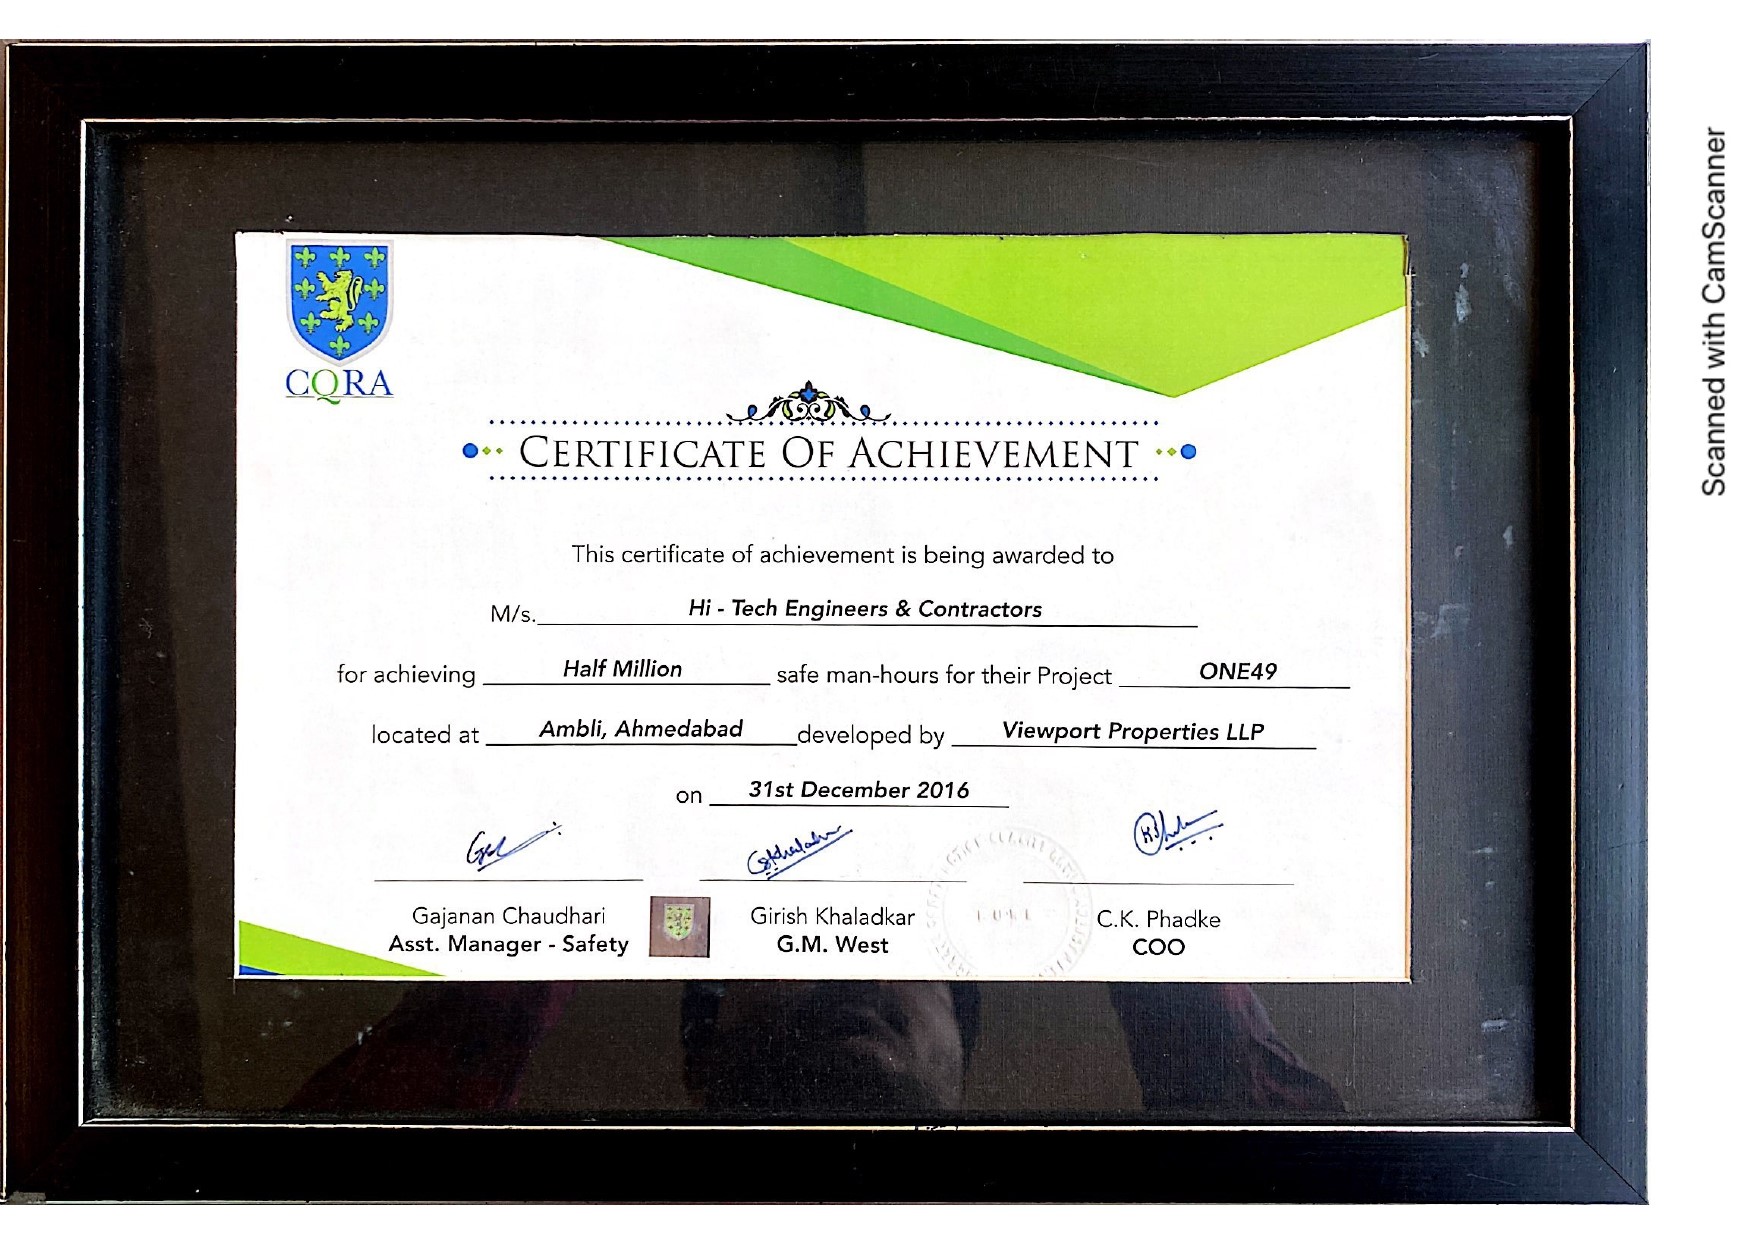 CQRA
CERTIFICATE OF ACHIEVEMENT
This certificate of achievement is being awarded to
M/s. Hi - Tech Engineers & Contractors
for achieving Half Million safe man-hours for their Project ONE49
located at Ambli, Ahmedabad developed by Viewport Properties LLP
on 31st December 2016
Gajanan Chaudhari
Asst. Manager - Safety
Girish Khaladkar
G.M. West
C.K. Phadke
COO
Scanned with CamScanner